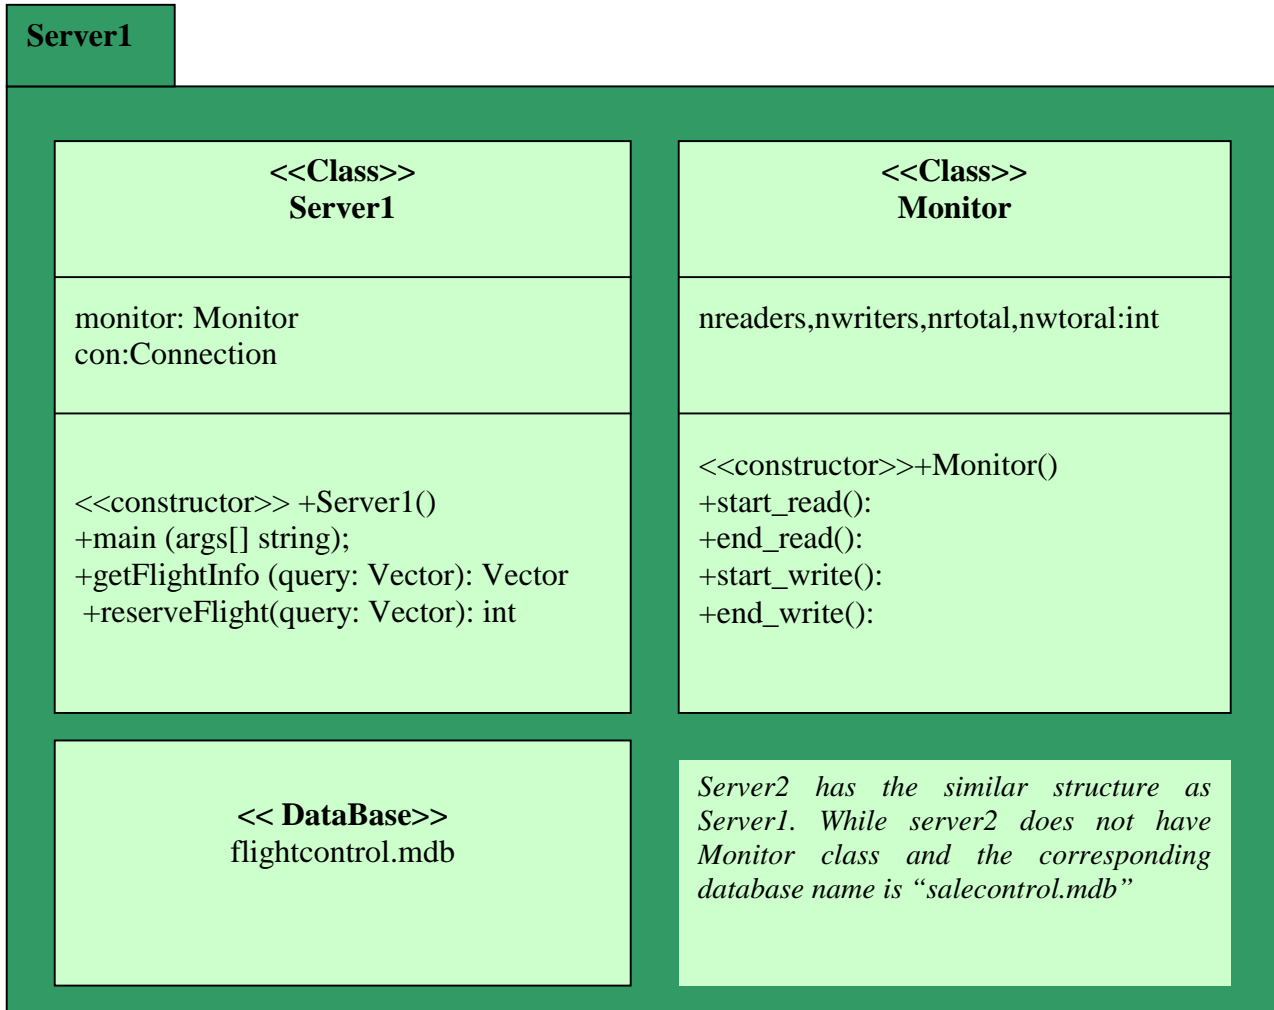 Server1
<<Class>>
Server1
monitor: Monitor
con:Connection
<<constructor>> +Server1()
+main (args[] string);
+getFlightInfo (query: Vector): Vector
+reserveFlight(query: Vector): int
<<Class>>
Monitor
nreaders,nwriters,nrtotal,nwtoral:int
<<constructor>>+Monitor()
+start_read():
+end_read():
+start_write():
+end_write():
<< DataBase>>
flightcontrol.mdb
Server2 has the similar structure as
Server1. While server2 does not have
Monitor class and the corresponding
database name is “salecontrol.mdb”